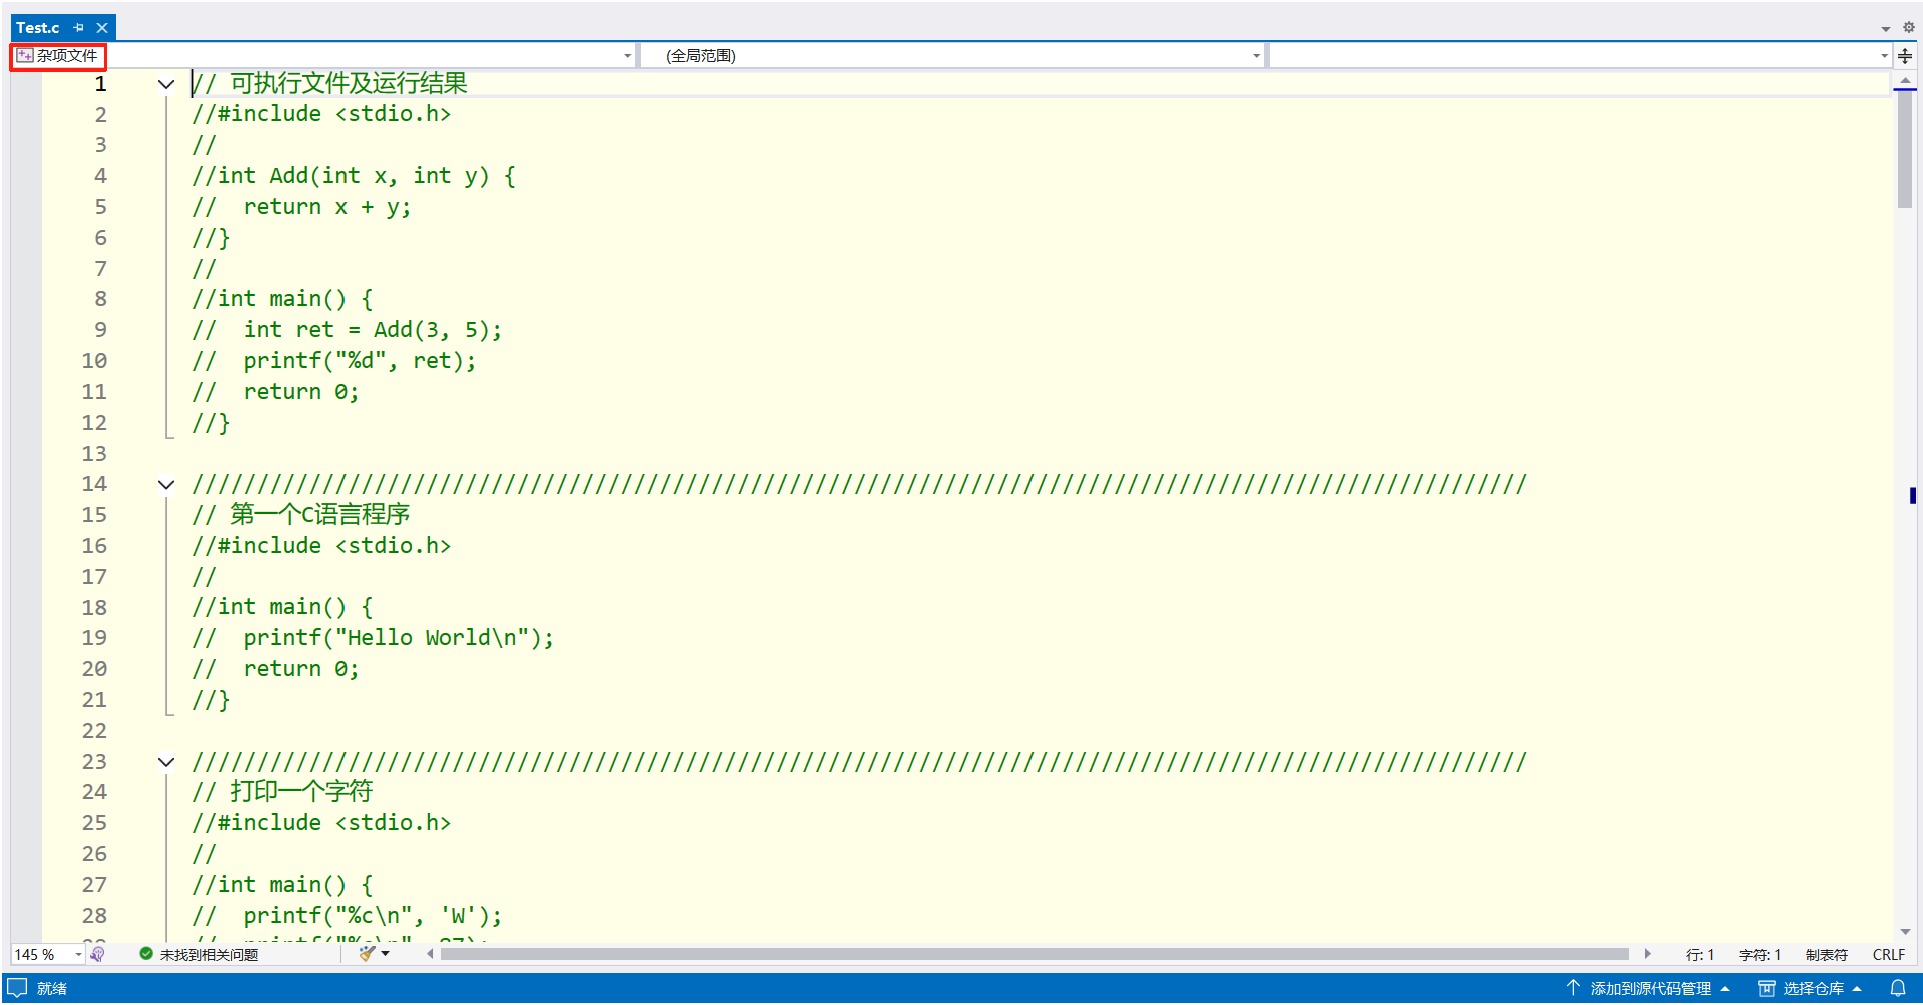 Test.c
杂项文件
(全局范围)
1 // 可执行文件及运行结果
2 //#include <stdio.h>
3 //
4 //int Add(int x, int y) {
5 //  return x + y;
6 //}
7 //
8 //int main() {
9 //  int ret = Add(3, 5);
10 //  printf("%d", ret);
11 //  return 0;
12 //}
13
14 ////////////////////////////////////////////////////////////////////////////////////////////////////////
15 // 第一个C语言程序
16 //#include <stdio.h>
17 //
18 //int main() {
19 //  printf("Hello World\n");
20 //  return 0;
21 //}
22
23 ////////////////////////////////////////////////////////////////////////////////////////////////////////
24 // 打印一个字符
25 //#include <stdio.h>
26 //
27 //int main() {
28 //  printf("%c\n", 'W');
145 % 未找到相关问题 行: 1 字符: 1 制表符 CRLF
就绪 添加到源代码管理 选择仓库